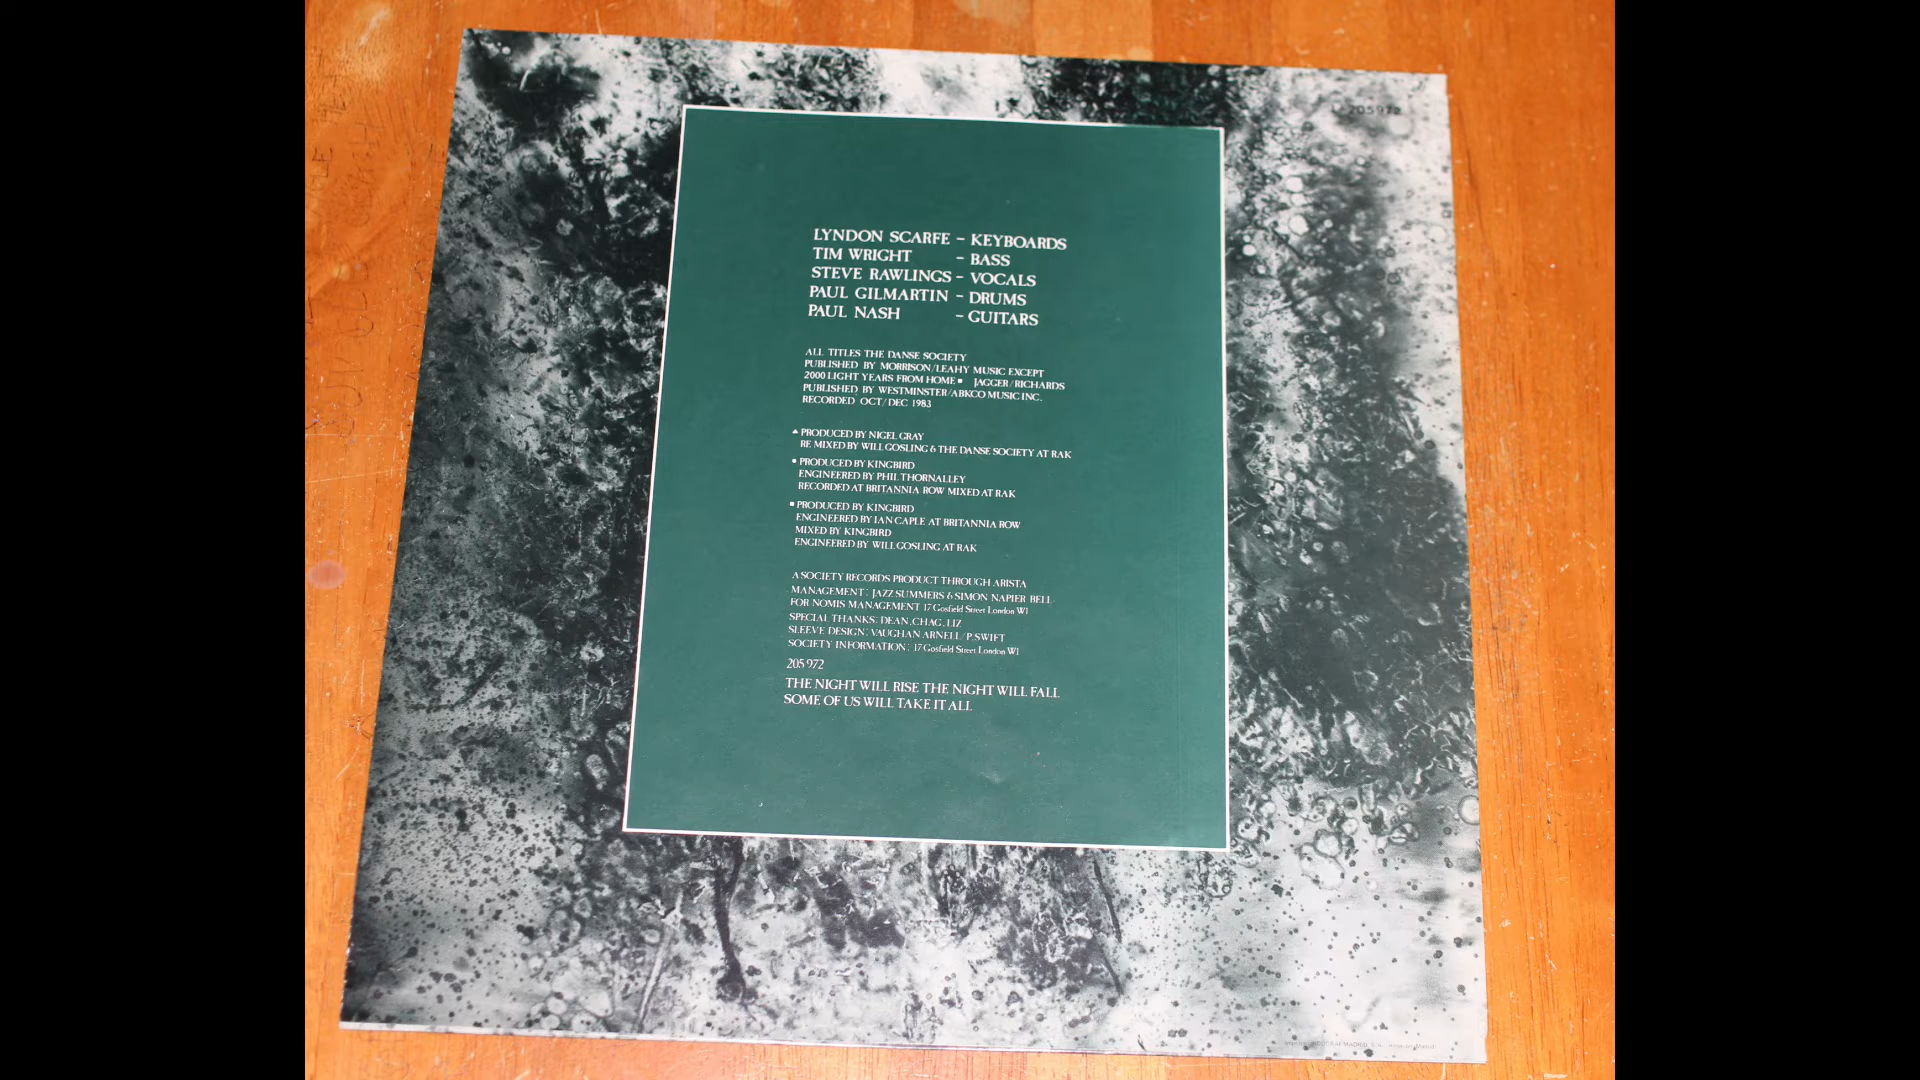 205972
LYNDON SCARFE – KEYBOARDS
TIM WRIGHT – BASS
STEVE RAWLINGS – VOCALS
PAUL GILMARTIN – DRUMS
PAUL NASH – GUITARS
ALL TITLES THE DANSE SOCIETY
PUBLISHED BY MORRISON/LEAHY MUSIC EXCEPT
2000 LIGHT YEARS FROM HOME ■ JAGGER/RICHARDS
PUBLISHED BY WESTMINSTER/ABKCO MUSIC INC.
RECORDED OCT/DEC 1983
▲ PRODUCED BY NIGEL GRAY
RE MIXED BY WILL GOSLING & THE DANSE SOCIETY AT RAK
● PRODUCED BY KINGBIRD
ENGINEERED BY PHIL THORNALLEY
RECORDED AT BRITANNIA ROW MIXED AT RAK
■ PRODUCED BY KINGBIRD
ENGINEERED BY IAN CAPLE AT BRITANNIA ROW
MIXED BY KINGBIRD
ENGINEERED BY WILL GOSLING AT RAK
A SOCIETY RECORDS PRODUCT THROUGH ARISTA
MANAGEMENT: JAZZ SUMMERS & SIMON NAPIER BELL
FOR NOMIS MANAGEMENT 17 Gosfield Street London W1
SPECIAL THANKS: DEAN, CHAG, LIZ
SLEEVE DESIGN: VAUGHAN ARNELL/P. SWIFT
SOCIETY INFORMATION: 17 Gosfield Street London W1
205 972
THE NIGHT WILL RISE THE NIGHT WILL FALL
SOME OF US WILL TAKE IT ALL
MADRID, S.A.